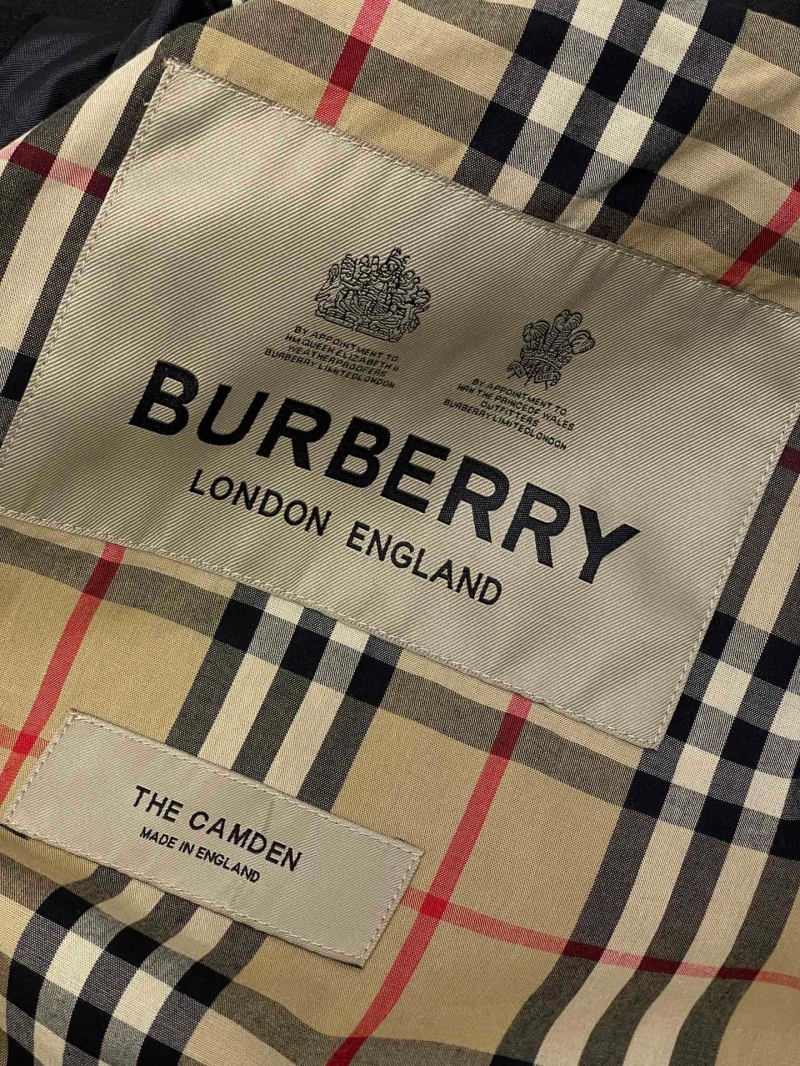 BY APPOINTMENT TO
HM QUEEN ELIZABETH II
WEATHERPROOFERS
BURBERRY LIMITED LONDON
BY APPOINTMENT TO
HRH THE PRINCE OF WALES
OUTFITTERS
BURBERRY LIMITED LONDON
BURBERRY
LONDON ENGLAND
THE CAMDEN
MADE IN ENGLAND